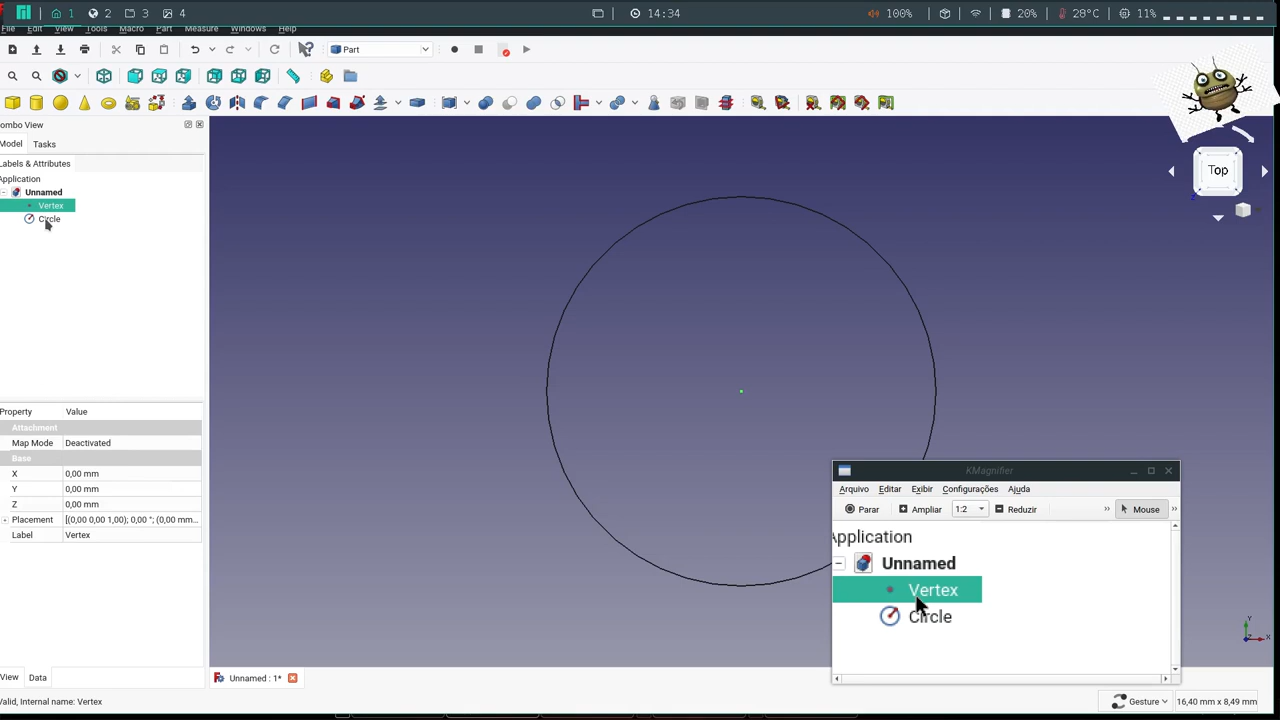 1 2 3 4 14:34 100% 20% 28°C 11%
File Edit View Tools Macro Part Measure Windows Help
Part
ombo View
Model Tasks
Labels & Attributes
Application
Unnamed
Vertex
Circle
Top
Z
Property Value
Attachment
Map Mode Deactivated
Base
X 0,00 mm
Y 0,00 mm
Z 0,00 mm
Placement [(0,00 0,00 1,00); 0,00 °; (0,00 mm...
Label Vertex
View Data
Unnamed : 1*
Valid, Internal name: Vertex
KMagnifier
Arquivo Editar Exibir Configurações Ajuda
Parar Ampliar 1:2 Reduzir Mouse
Application
Unnamed
Vertex
Circle
Y
Z
X
Gesture 16,40 mm x 8,49 mm